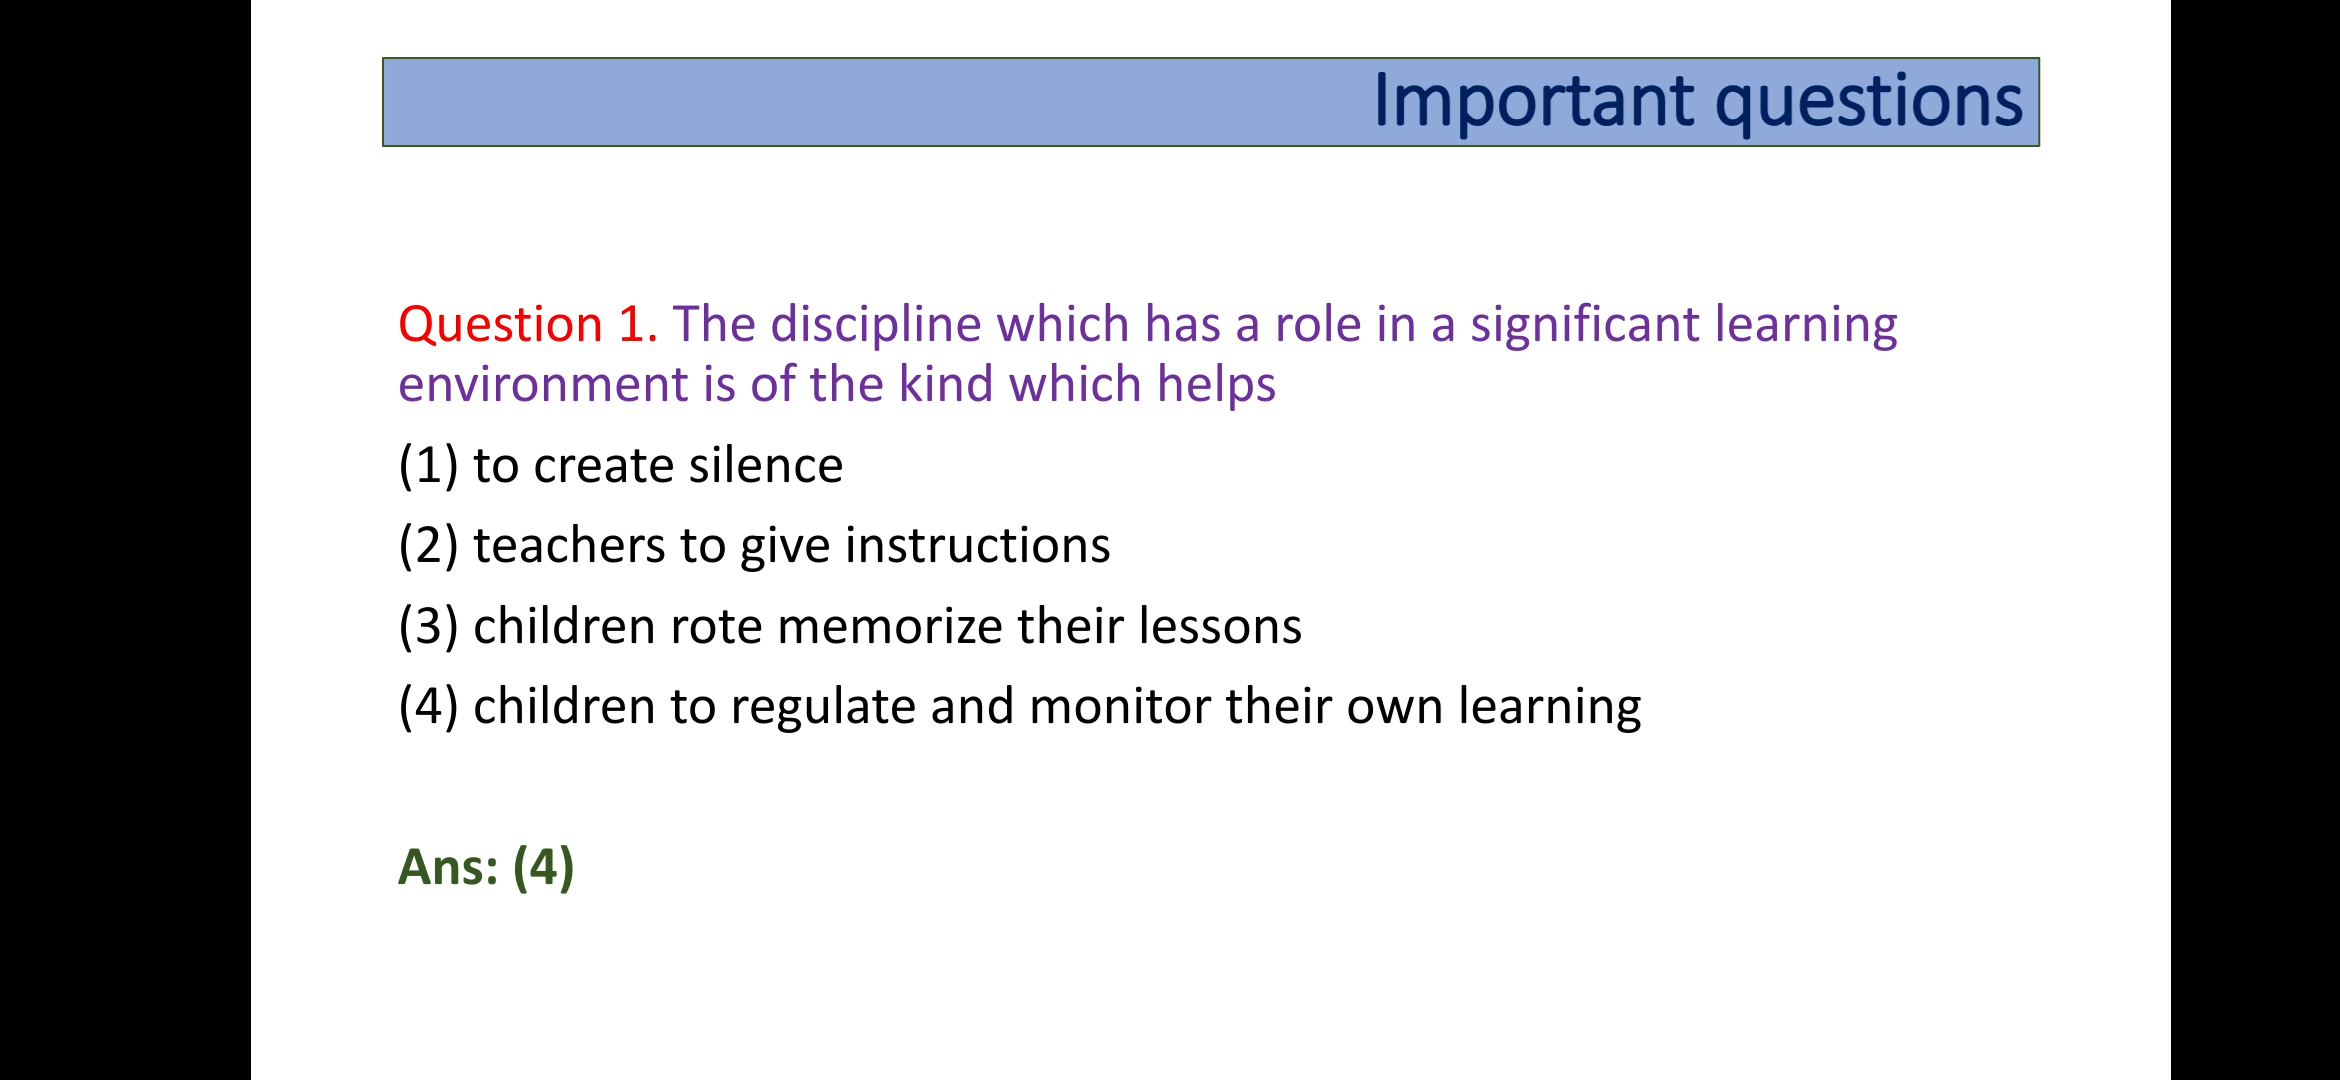 Important questions
Question 1. The discipline which has a role in a significant learning
environment is of the kind which helps
(1) to create silence
(2) teachers to give instructions
(3) children rote memorize their lessons
(4) children to regulate and monitor their own learning
Ans: (4)